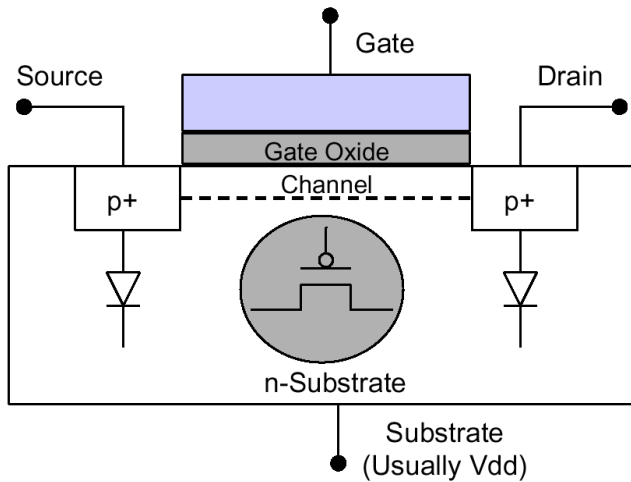 Gate
Source
Drain
Gate Oxide
Channel
p+
p+
n-Substrate
Substrate
(Usually Vdd)